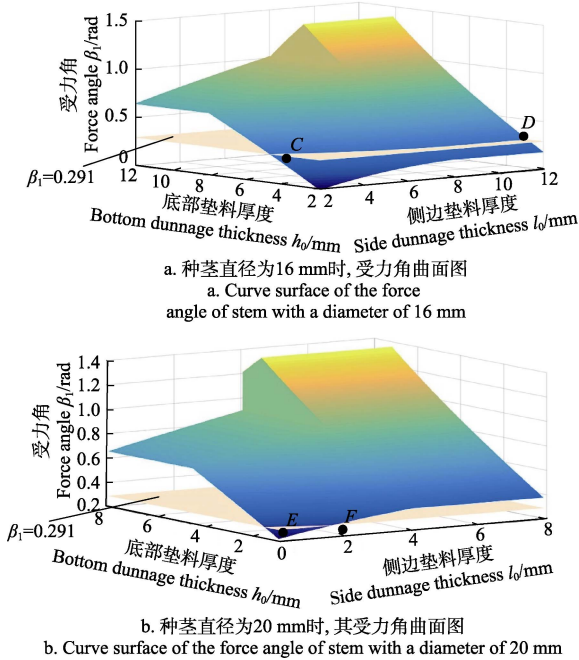 1.5
1.0
0.5
0
受力角
Force angle β₁/rad
β₁=0.291
C
D
12 10 8 6 4 2
2 4 6 8 10 12
底部垫料厚度
Bottom dunnage thickness h₀/mm
侧边垫料厚度
Side dunnage thickness l₀/mm
a. 种茎直径为16 mm时, 受力角曲面图
a. Curve surface of the force
angle of stem with a diameter of 16 mm
1.4
1.2
1.0
0.8
0.6
0.4
0.2
受力角
Force angle β₁/rad
β₁=0.291
E
F
8 6 4 2
0 2 4 6 8
底部垫料厚度
Bottom dunnage thickness h₀/mm
侧边垫料厚度
Side dunnage thickness l₀/mm
b. 种茎直径为20 mm时, 其受力角曲面图
b. Curve surface of the force angle of stem with a diameter of 20 mm